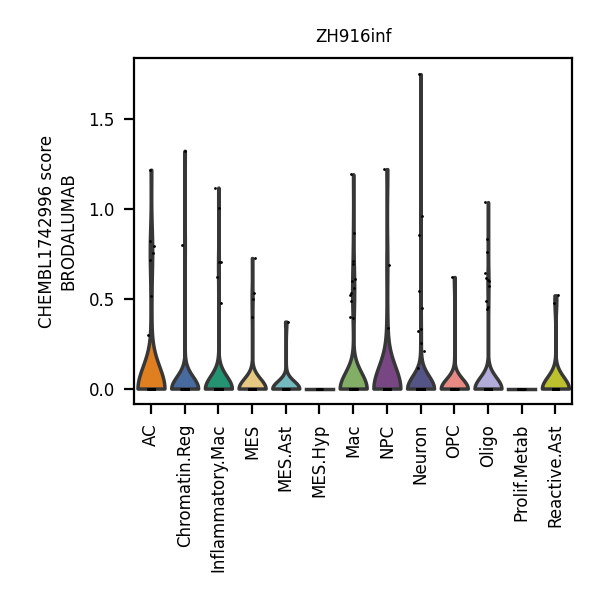 ZH916inf
CHEMBL1742996 score
BRODALUMAB
1.5
1.0
0.5
0.0
AC
Chromatin.Reg
Inflammatory.Mac
MES
MES.Ast
MES.Hyp
Mac
NPC
Neuron
OPC
Oligo
Prolif.Metab
Reactive.Ast